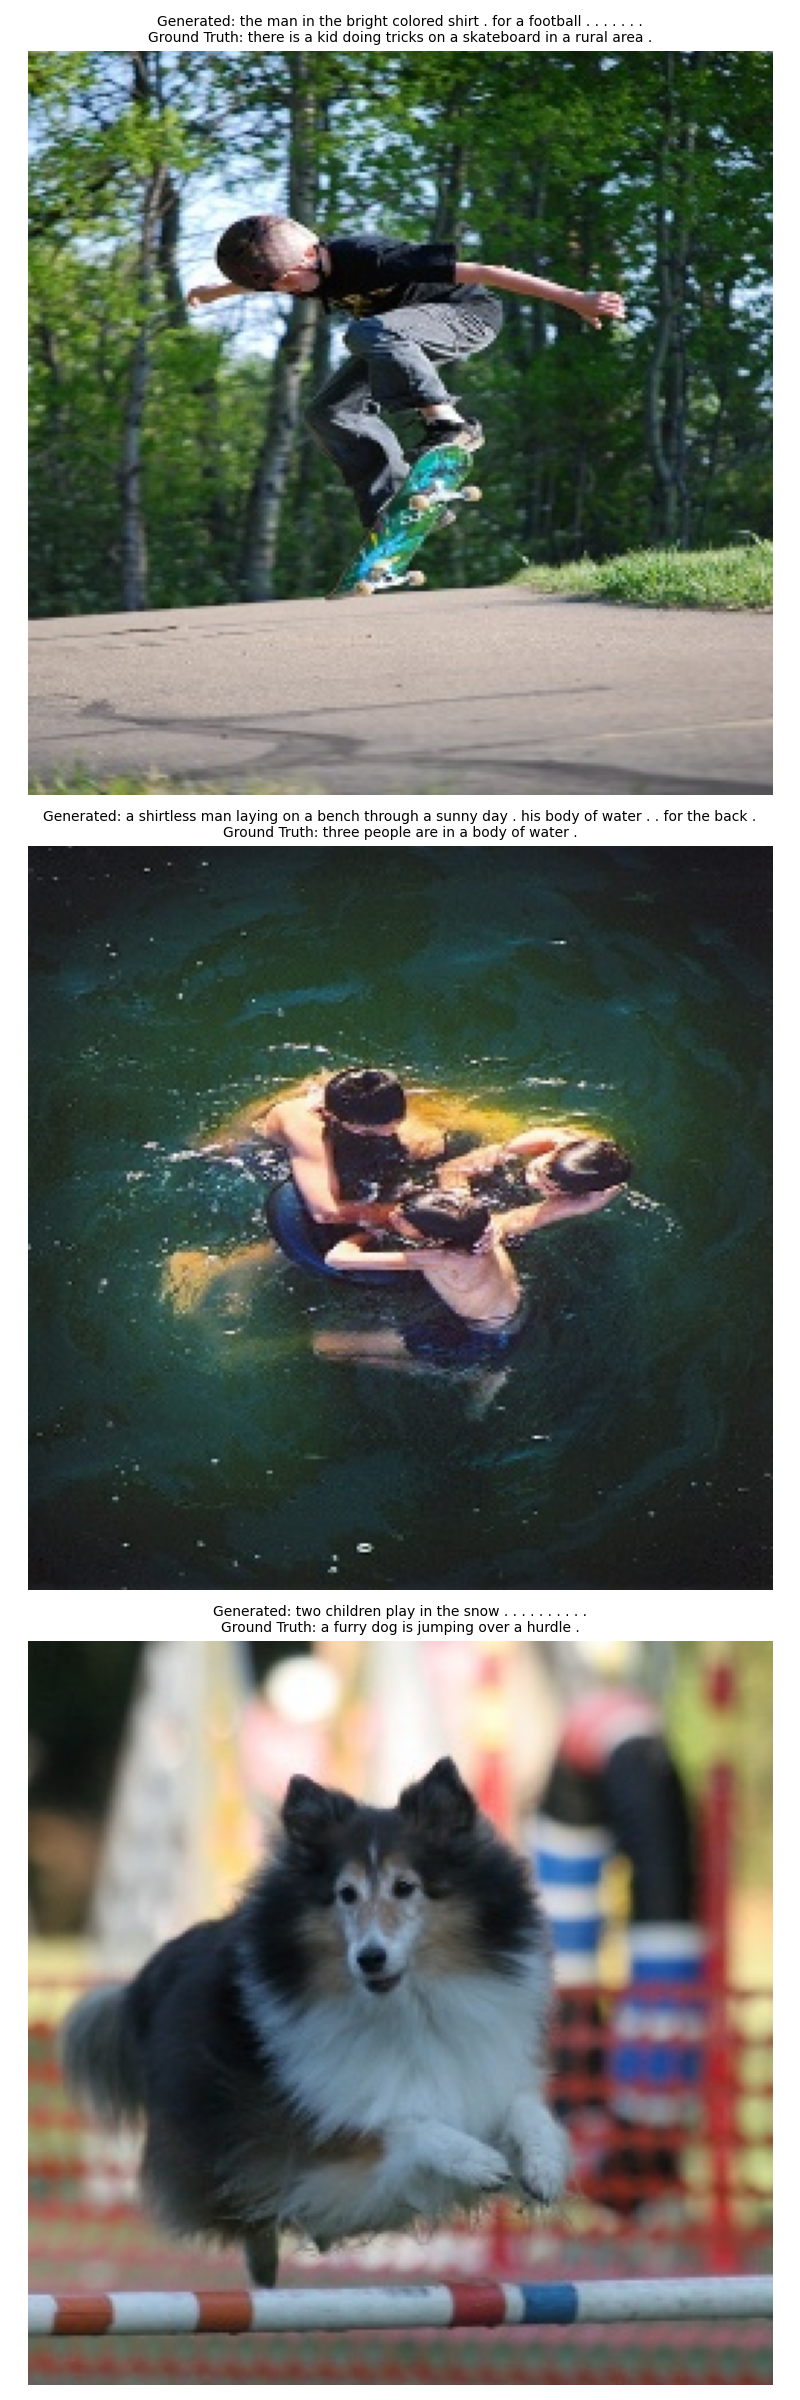 Generated: the man in the bright colored shirt . for a football . . . . . . .
Ground Truth: there is a kid doing tricks on a skateboard in a rural area .
Generated: a shirtless man laying on a bench through a sunny day . his body of water . . for the back .
Ground Truth: three people are in a body of water .
Generated: two children play in the snow . . . . . . . . . .
Ground Truth: a furry dog is jumping over a hurdle .